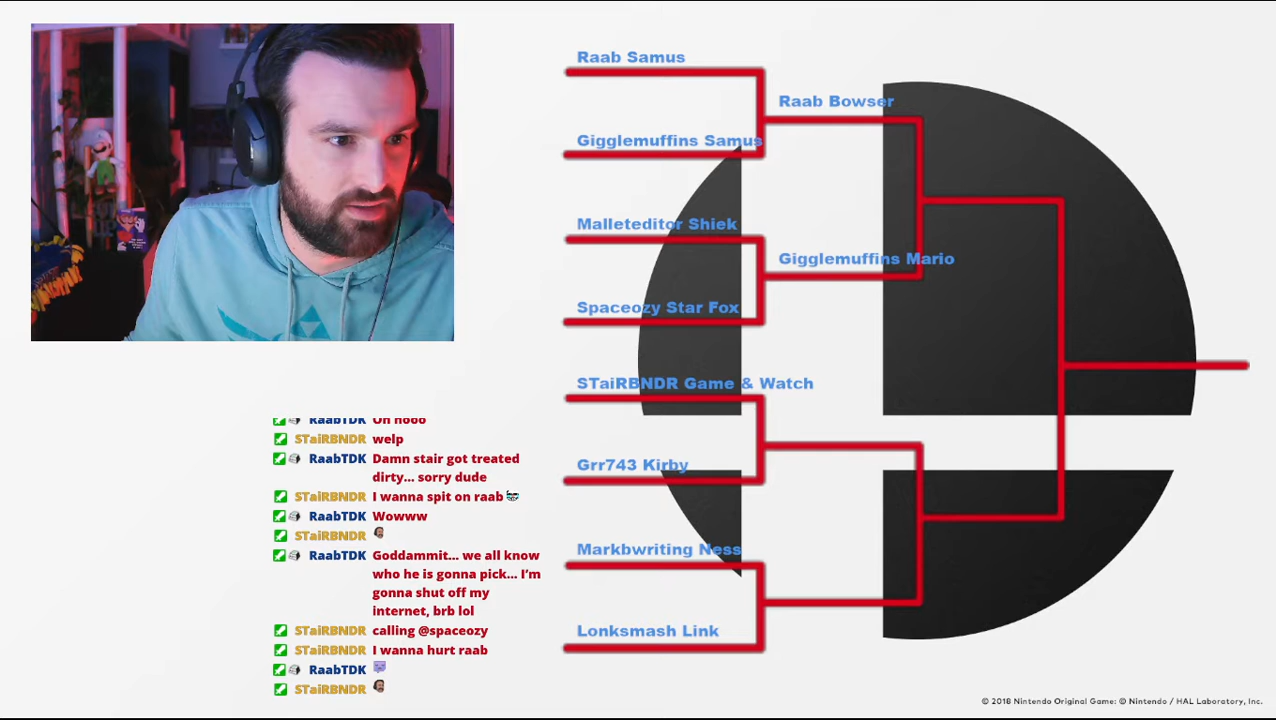 Raab Samus
Raab Bowser
Gigglemuffins Samus
Malleteditor Shiek
Gigglemuffins Mario
Spaceozy Star Fox
STaiRBNDR Game & Watch
Grr743 Kirby
Markbwriting Ness
Lonksmash Link
RaabTDK Oh nooo
STaiRBNDR welp
RaabTDK Damn stair got treated
dirty... sorry dude
STaiRBNDR I wanna spit on raab
RaabTDK Wowww
STaiRBNDR
RaabTDK Goddammit... we all know
who he is gonna pick... I'm
gonna shut off my
internet, brb lol
STaiRBNDR calling @spaceozy
STaiRBNDR I wanna hurt raab
RaabTDK
STaiRBNDR
© 2018 Nintendo Original Game: © Nintendo / HAL Laboratory, Inc.